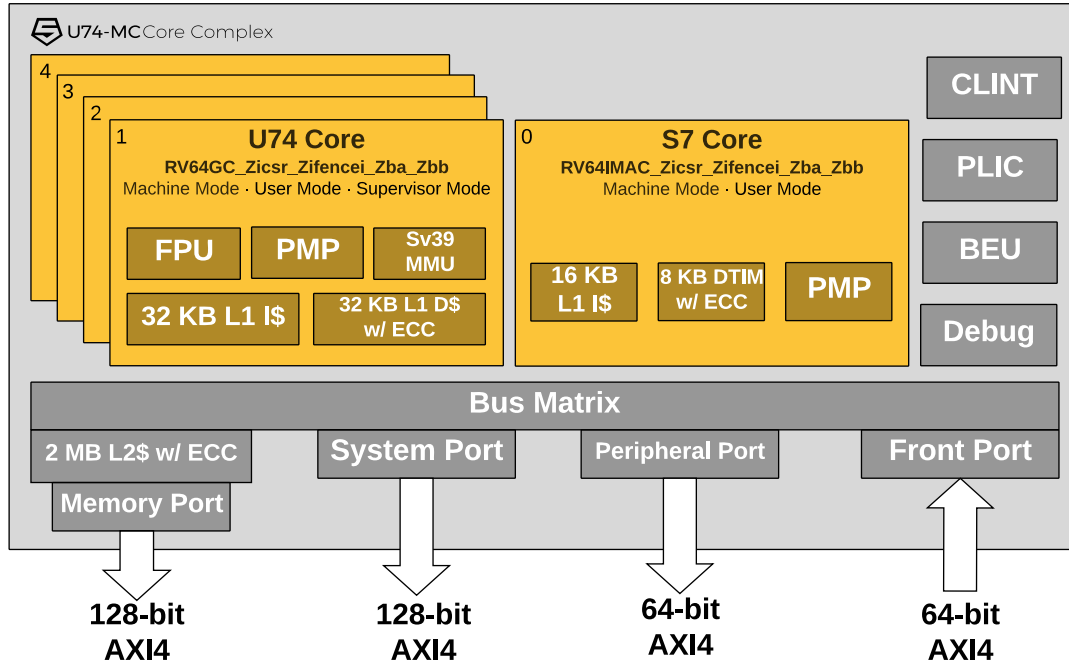 U74-MC Core Complex
4
3
2
1
U74 Core
RV64GC_Zicsr_Zifencei_Zba_Zbb
Machine Mode · User Mode · Supervisor Mode
FPU
PMP
Sv39
MMU
32 KB L1 I$
32 KB L1 D$
w/ ECC
0
S7 Core
RV64IMAC_Zicsr_Zifencei_Zba_Zbb
Machine Mode · User Mode
16 KB
L1 I$
8 KB DTIM
w/ ECC
PMP
CLINT
PLIC
BEU
Debug
Bus Matrix
2 MB L2$ w/ ECC
Memory Port
System Port
Peripheral Port
Front Port
128-bit
AXI4
128-bit
AXI4
64-bit
AXI4
64-bit
AXI4